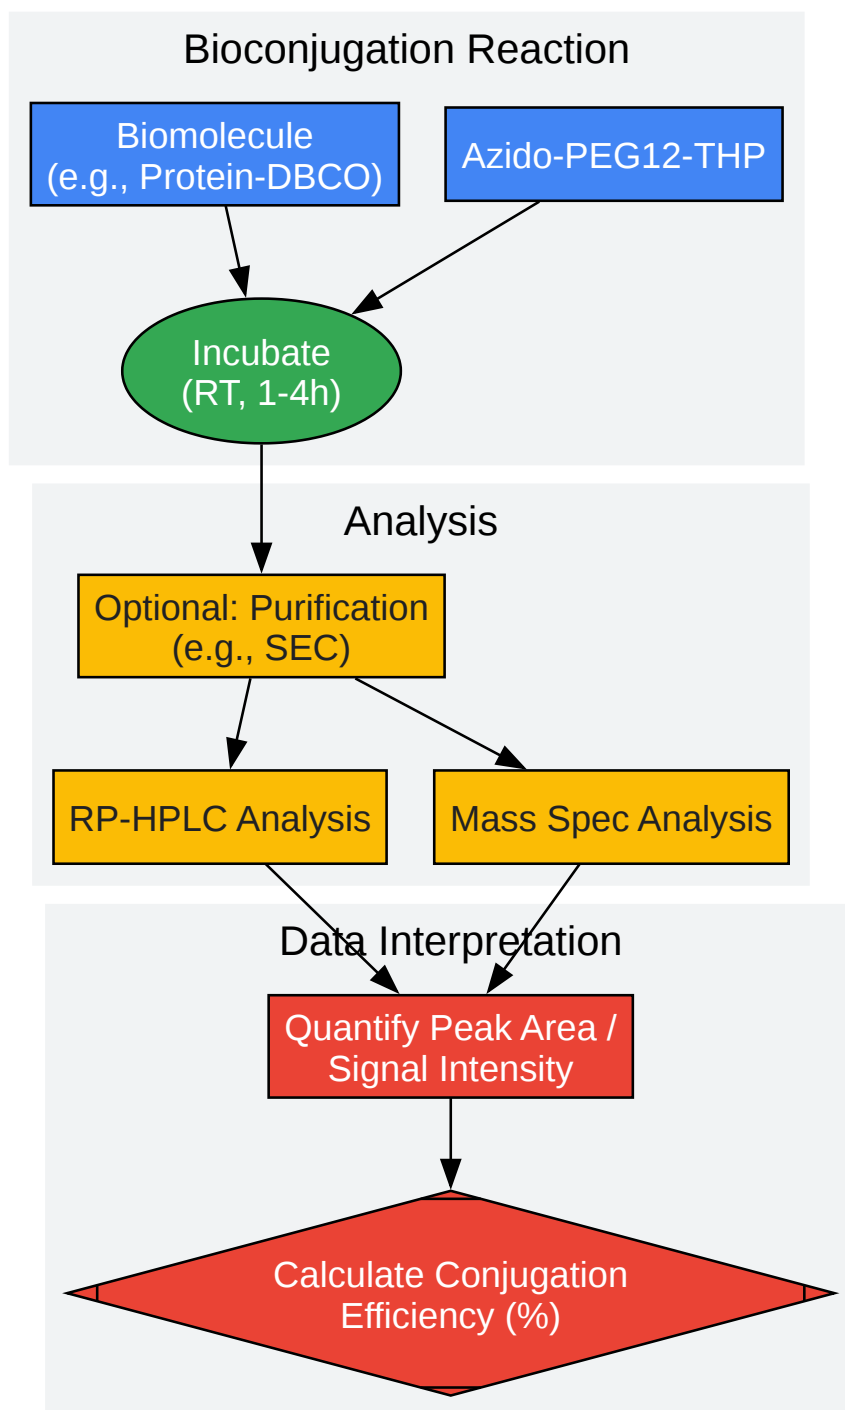 Bioconjugation Reaction
Biomolecule
(e.g., Protein-DBCO)
Azido-PEG12-THP
Incubate
(RT, 1-4h)
Analysis
Optional: Purification
(e.g., SEC)
RP-HPLC Analysis
Mass Spec Analysis
Data Interpretation
Quantify Peak Area /
Signal Intensity
Calculate Conjugation
Efficiency (%)